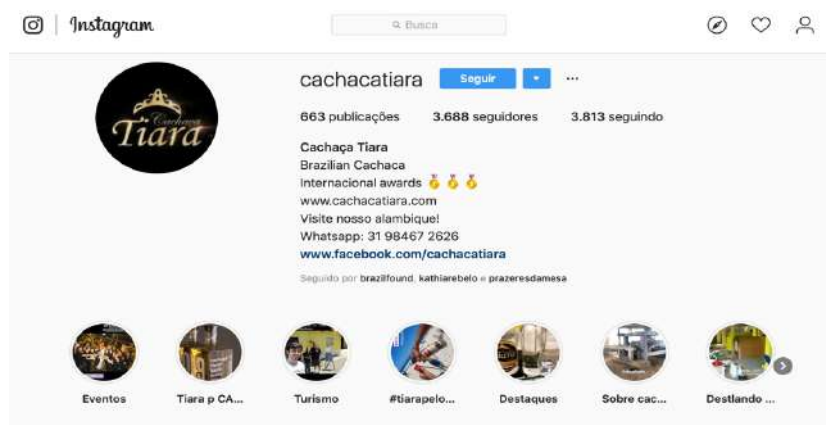 Instagram
Busca
Cachaça
Tiara
cachacatiara Seguir ...
663 publicações 3.688 seguidores 3.813 seguindo
Cachaça Tiara
Brazilian Cachaca
Internacional awards 🏅 🏅 🏅
www.cachacatiara.com
Visite nosso alambique!
Whatsapp: 31 98467 2626
www.facebook.com/cachacatiara
Seguido por brazilfound, kathiarebelo e prazeresdamesa
Eventos Tiara p CA... Turismo #tiarapelo... Destaques Sobre cac... Destlando ...